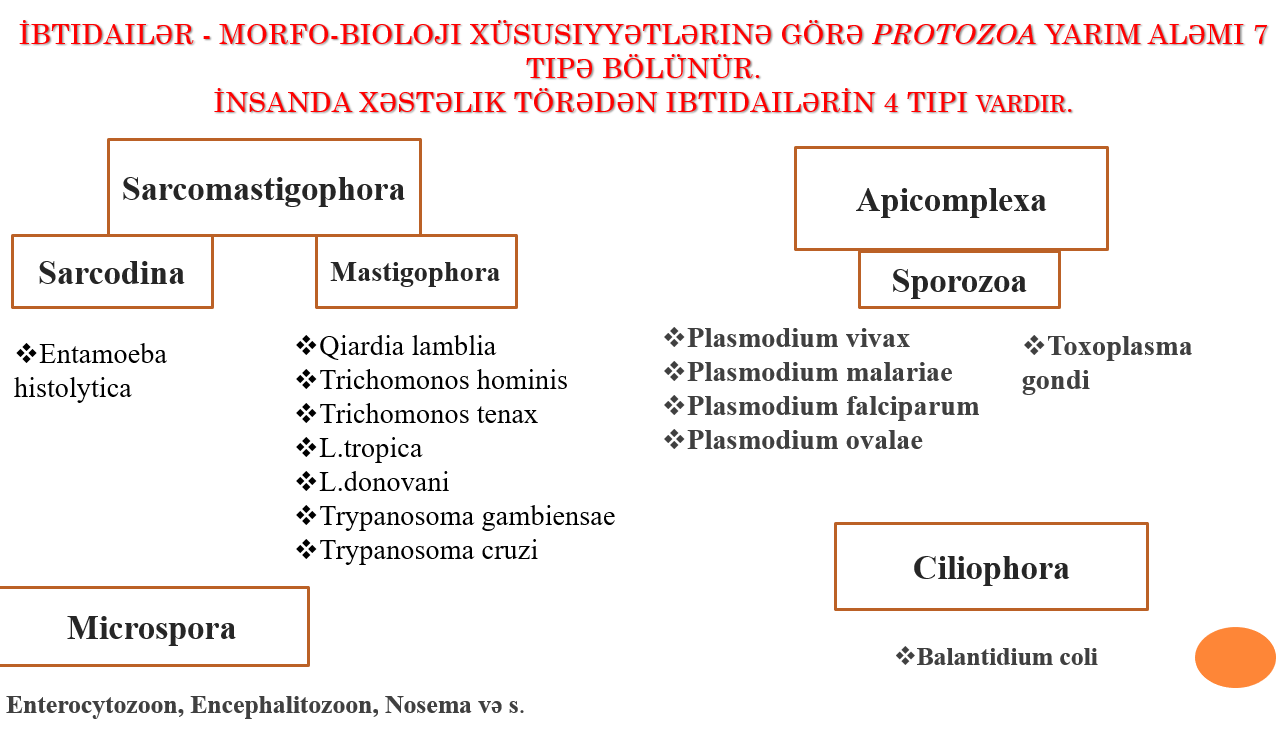 İBTIDAILƏR - MORFO-BIOLOJI XÜSUSIYYƏTLƏRINƏ GÖRƏ PROTOZOA YARIM ALƏMI 7
TIPƏ BÖLÜNÜR.
İNSANDA XƏSTƏLIK TÖRƏDƏN IBTIDAILƏRİN 4 TIPI VARDIR.
Sarcomastigophora
Sarcodina
Mastigophora
❖Entamoeba
histolytica
❖Qiardia lamblia
❖Trichomonos hominis
❖Trichomonos tenax
❖L.tropica
❖L.donovani
❖Trypanosoma gambiensae
❖Trypanosoma cruzi
Apicomplexa
Sporozoa
❖Plasmodium vivax
❖Plasmodium malariae
❖Plasmodium falciparum
❖Plasmodium ovalae
❖Toxoplasma
gondi
Microspora
Enterocytozoon, Encephalitozoon, Nosema və s.
Ciliophora
❖Balantidium coli